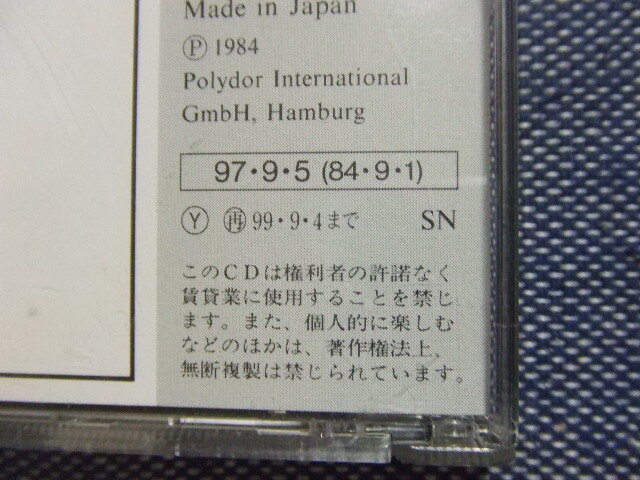 Made in Japan
Ⓟ 1984
Polydor International
GmbH, Hamburg
97・9・5 (84・9・1)
Ⓨ ㊢ 99・9・4まで SN
このCDは権利者の許諾なく
賃貸業に使用することを禁じ
ます。また、個人的に楽しむ
などのほかは、著作権法上、
無断複製は禁じられています。